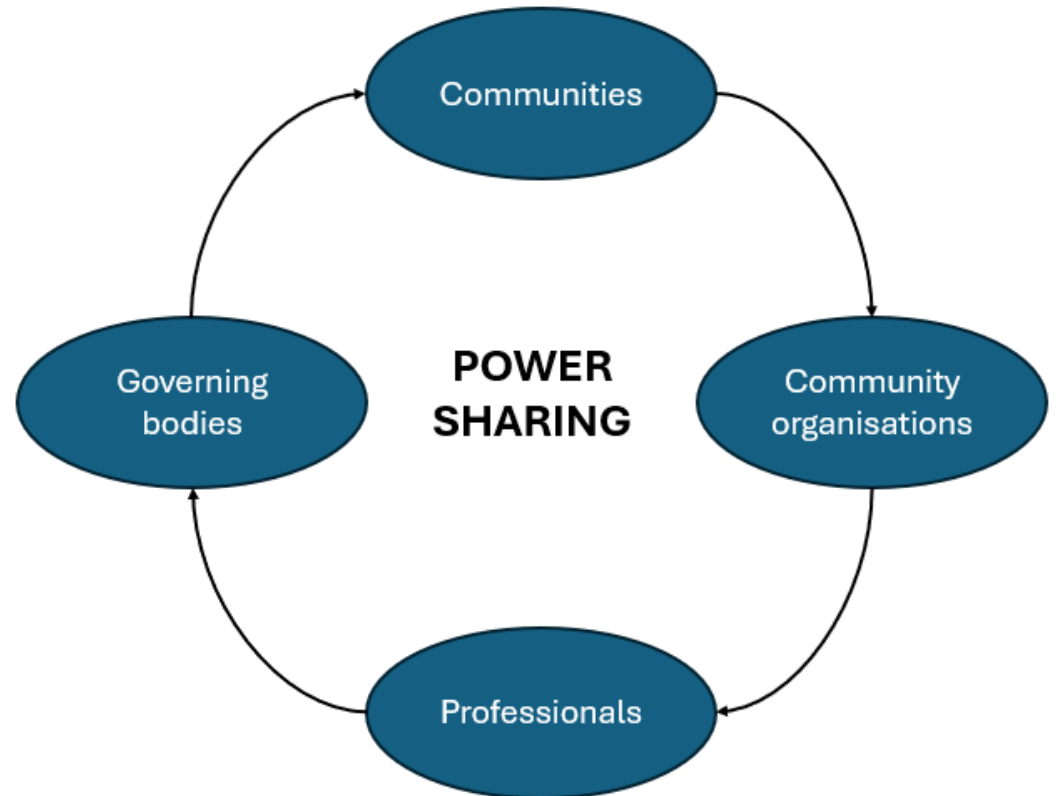 Communities
Governing
bodies
POWER
SHARING
Community
organisations
Professionals